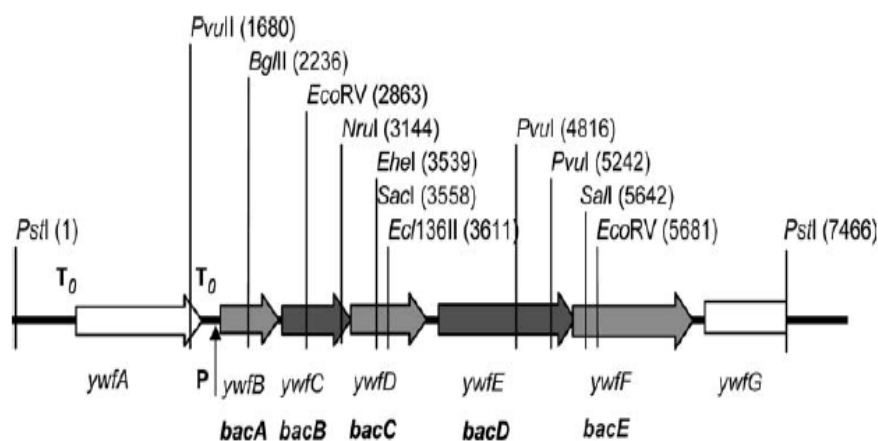 PvuII (1680)
BglII (2236)
EcoRV (2863)
NruI (3144)
PvuI (4816)
EheI (3539)
PvuI (5242)
SacI (3558)
SalI (5642)
PstI (1)
Ecl136II (3611)
EcoRV (5681)
PstI (7466)
T0
T0
ywfA
P
ywfB
ywfC
ywfD
ywfE
ywfF
ywfG
bacA
bacB
bacC
bacD
bacE